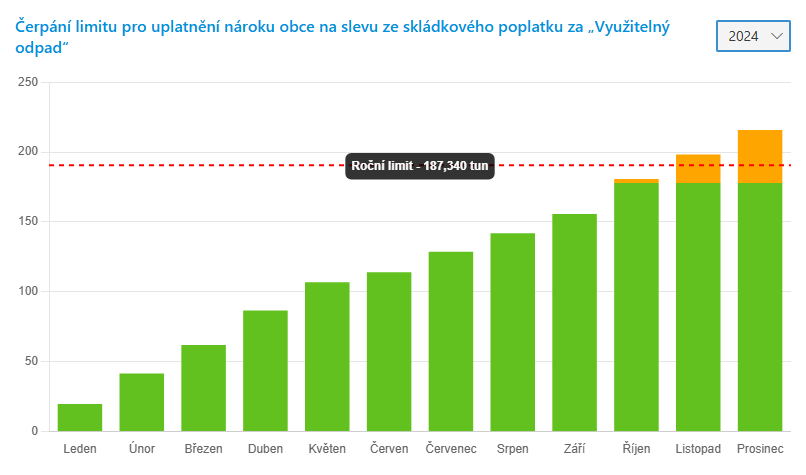 Čerpání limitu pro uplatnění nároku obce na slevu ze skládkového poplatku za „Využitelný
odpad“
2024
250
200
Roční limit - 187,340 tun
150
100
50
0
Leden Únor Březen Duben Květen Červen Červenec Srpen Září Říjen Listopad Prosinec